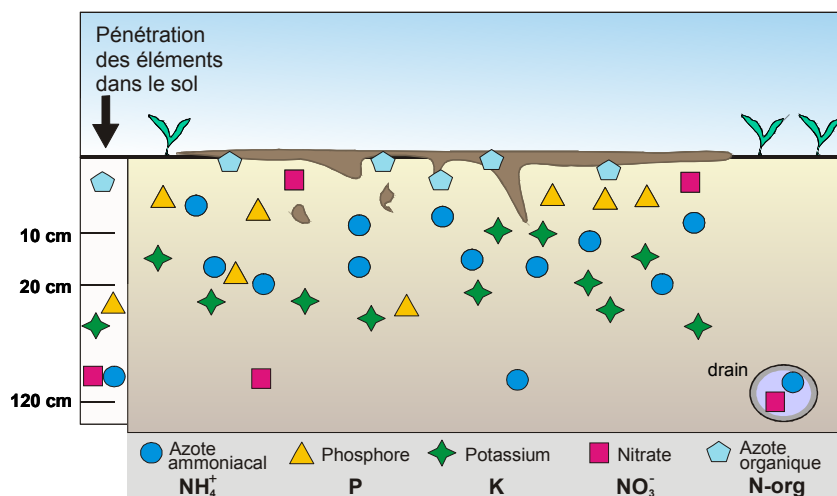 Pénétration
des éléments
dans le sol
10 cm
20 cm
120 cm
drain
Azote
ammoniacal
NH₄⁺
Phosphore
P
Potassium
K
Nitrate
NO₃⁻
Azote
organique
N-org